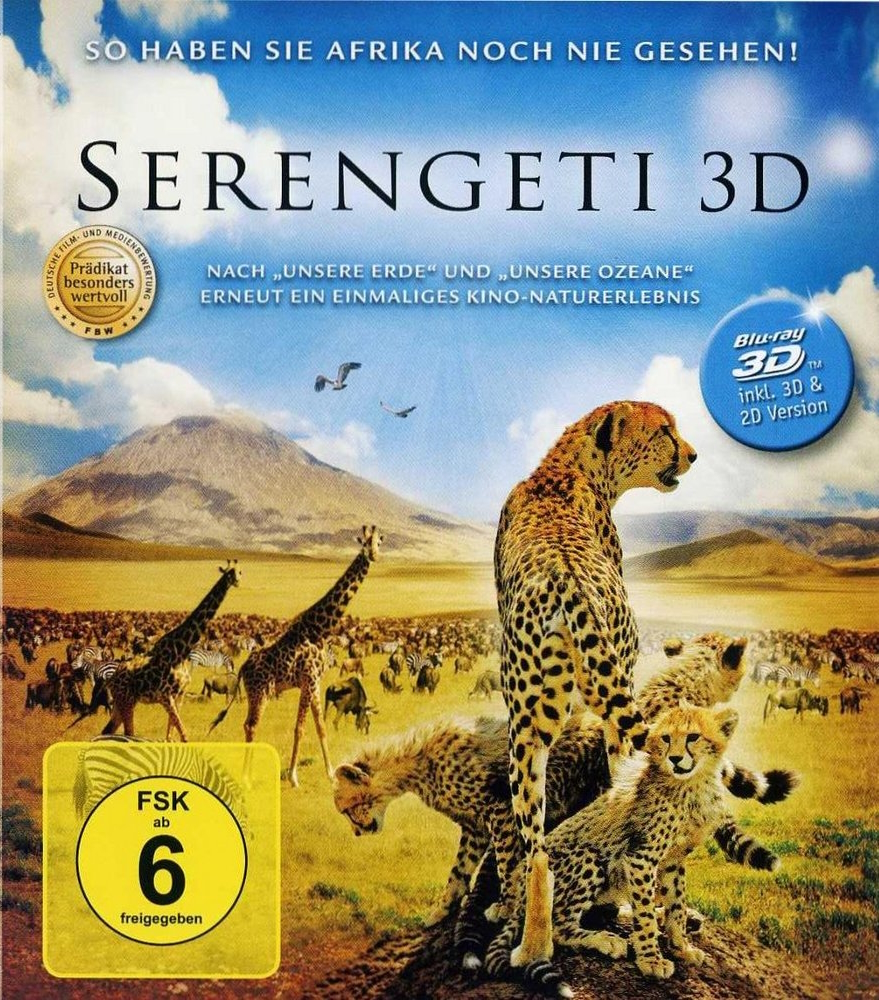 SO HABEN SIE AFRIKA NOCH NIE GESEHEN!
SERENGETI 3D
DEUTSCHE FILM- UND MEDIENBEWERTUNG
Prädikat
besonders
wertvoll
FBW
NACH „UNSERE ERDE“ UND „UNSERE OZEANE“
ERNEUT EIN EINMALIGES KINO-NATURERLEBNIS
Blu-ray
3D™
inkl. 3D &
2D Version
FSK
ab
6
freigegeben